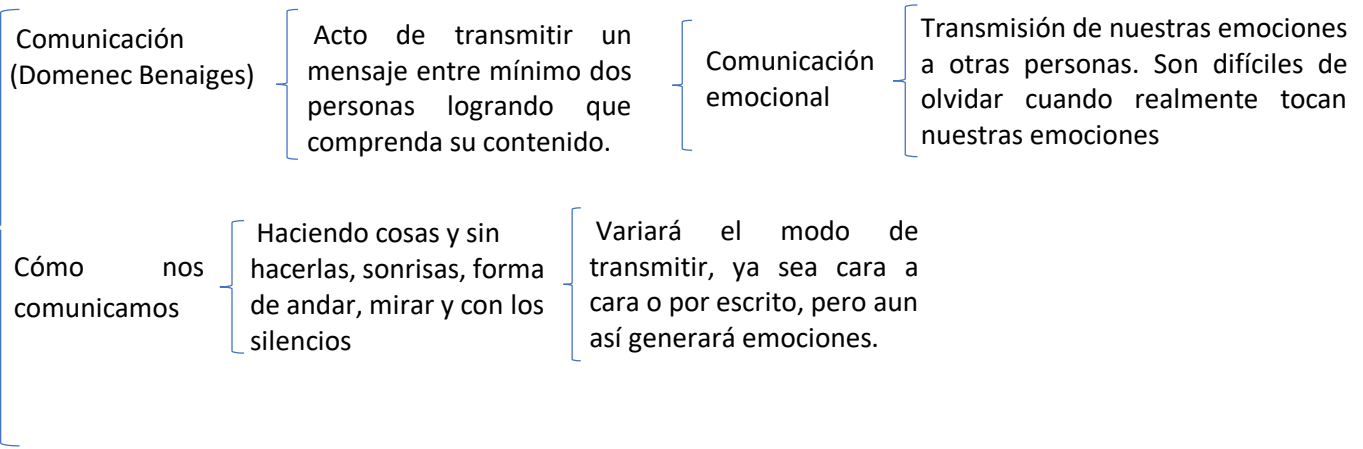 Comunicación
(Domenec Benaiges)
Acto de transmitir un
mensaje entre mínimo dos
personas logrando que
comprenda su contenido.
Comunicación
emocional
Transmisión de nuestras emociones
a otras personas. Son difíciles de
olvidar cuando realmente tocan
nuestras emociones
Cómo nos
comunicamos
Haciendo cosas y sin
hacerlas, sonrisas, forma
de andar, mirar y con los
silencios
Variará el modo de
transmitir, ya sea cara a
cara o por escrito, pero aun
así generará emociones.